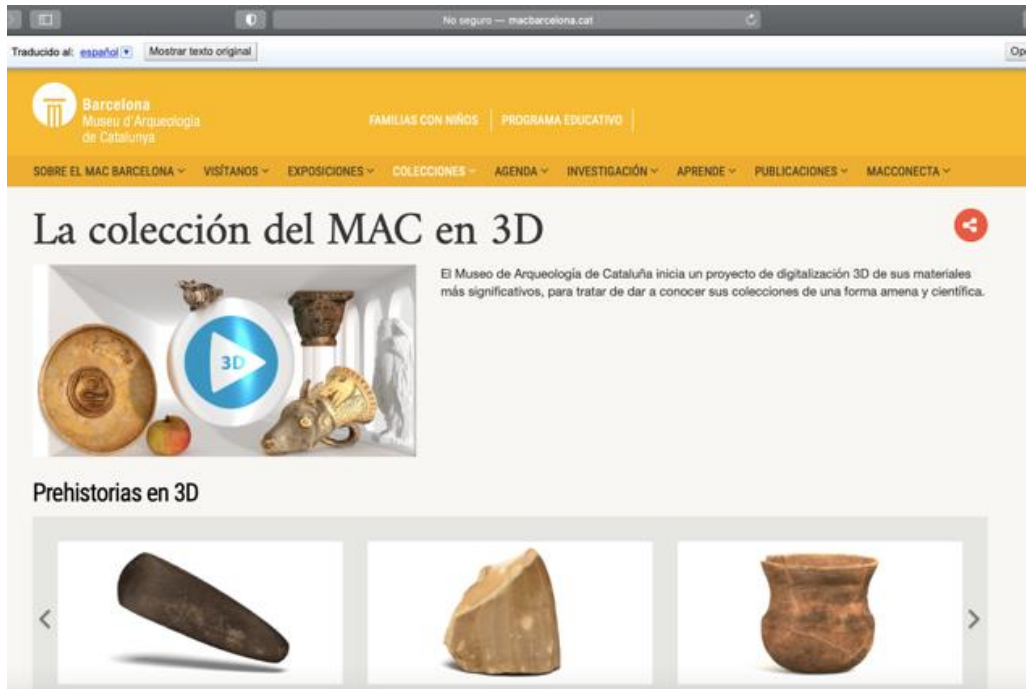 No seguro — macbarcelona.cat
Traducido al: español
Mostrar texto original
Barcelona
Museu d'Arqueologia
de Catalunya
FAMILIAS CON NIÑOS
PROGRAMA EDUCATIVO
SOBRE EL MAC BARCELONA VISÍTANOS EXPOSICIONES COLECCIONES AGENDA INVESTIGACIÓN APRENDE PUBLICACIONES MACCONECTA
La colección del MAC en 3D
El Museo de Arqueología de Cataluña inicia un proyecto de digitalización 3D de sus materiales
más significativos, para tratar de dar a conocer sus colecciones de una forma amena y científica.
3D
Prehistorias en 3D